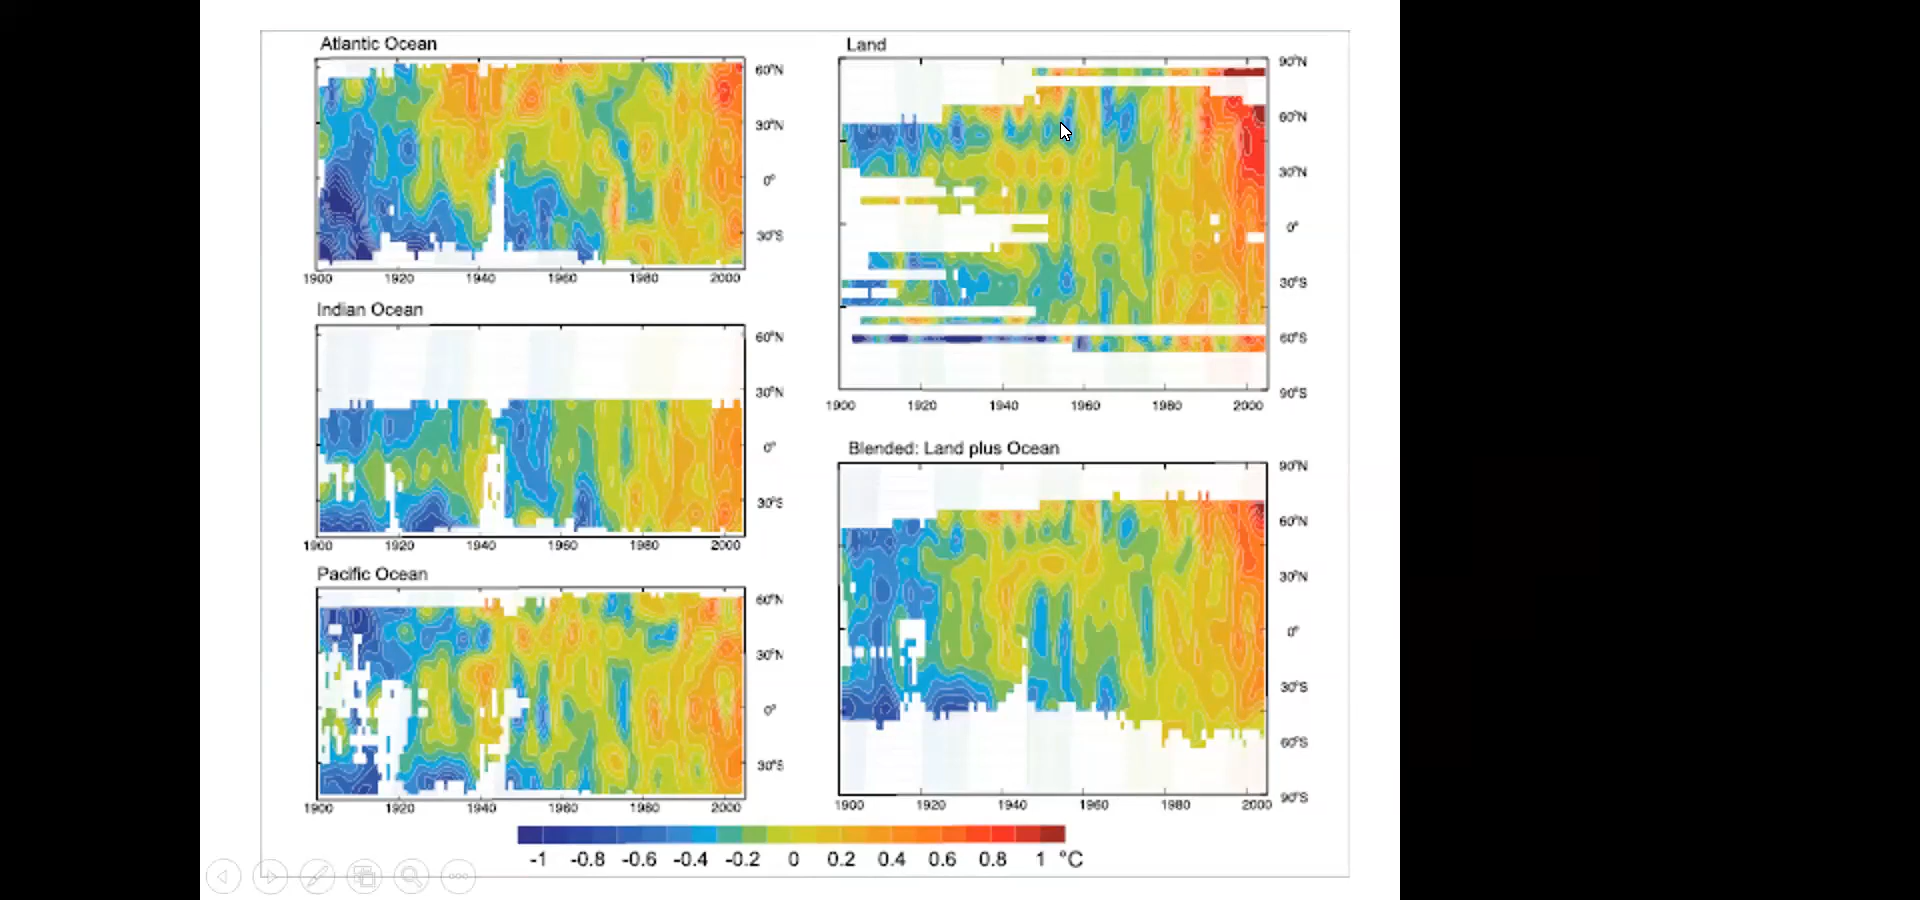 Atlantic Ocean
60°N
30°N
0°
30°S
1900 1920 1940 1960 1980 2000
Indian Ocean
60°N
30°N
0°
30°S
1900 1920 1940 1960 1980 2000
Pacific Ocean
60°N
30°N
0°
30°S
1900 1920 1940 1960 1980 2000
Land
90°N
60°N
30°N
0°
30°S
60°S
90°S
1900 1920 1940 1960 1980 2000
Blended: Land plus Ocean
90°N
60°N
30°N
0°
30°S
60°S
90°S
1900 1920 1940 1960 1980 2000
-1 -0.8 -0.6 -0.4 -0.2 0 0.2 0.4 0.6 0.8 1 °C